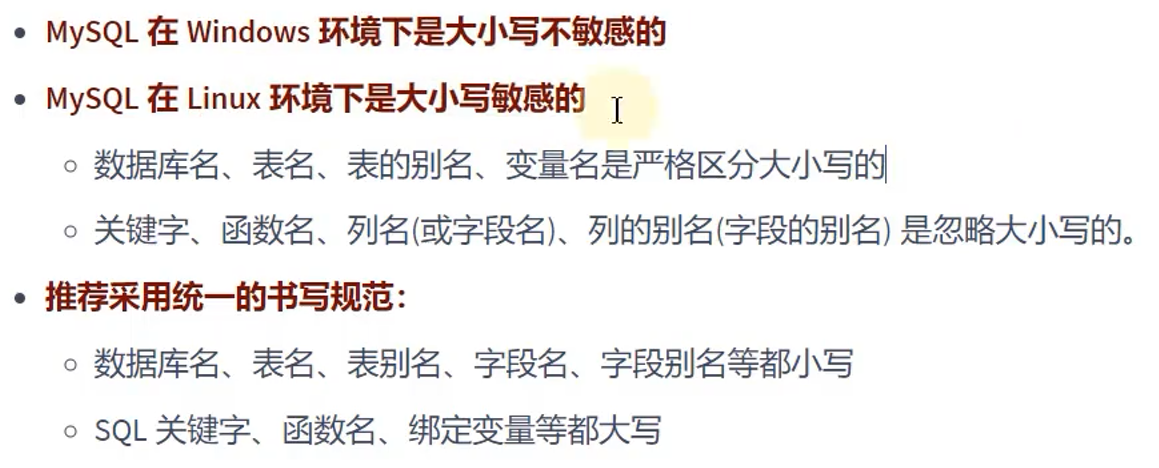 MySQL 在 Windows 环境下是大小写不敏感的
MySQL 在 Linux 环境下是大小写敏感的
数据库名、表名、表的别名、变量名是严格区分大小写的
关键字、函数名、列名(或字段名)、列的别名(字段的别名) 是忽略大小写的。
推荐采用统一的书写规范：
数据库名、表名、表别名、字段名、字段别名等都小写
SQL 关键字、函数名、绑定变量等都大写